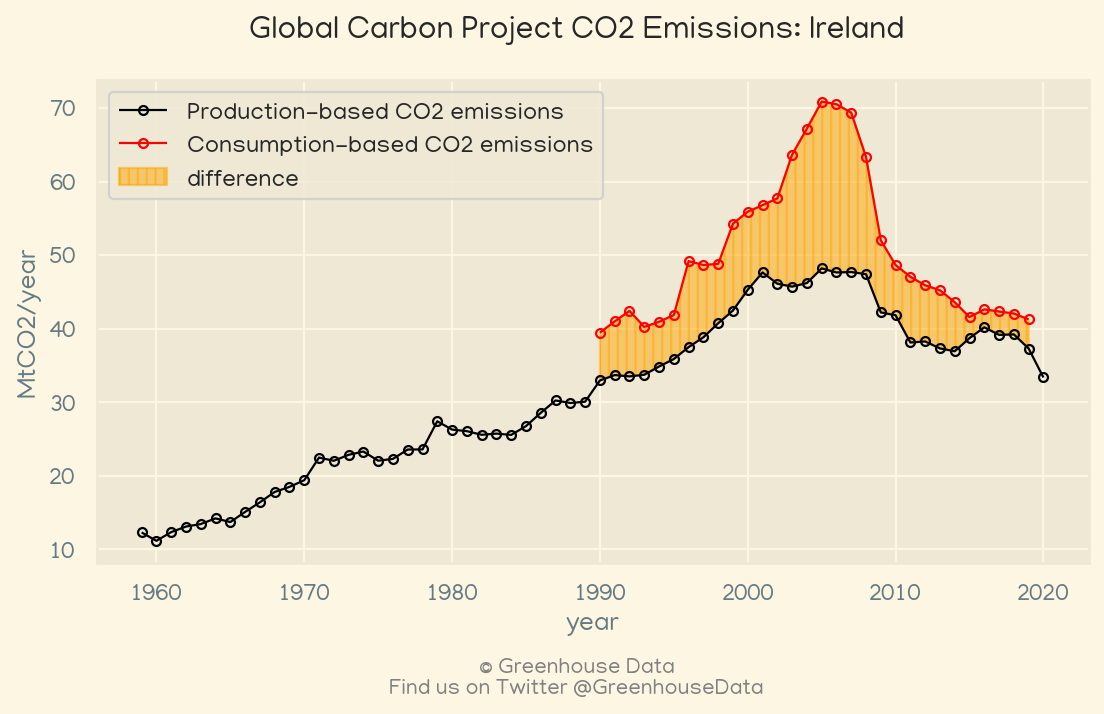 Global Carbon Project CO2 Emissions: Ireland
Production-based CO2 emissions
Consumption-based CO2 emissions
difference
MtCO2/year
70
60
50
40
30
20
10
1960 1970 1980 1990 2000 2010 2020
year
© Greenhouse Data
Find us on Twitter @GreenhouseData